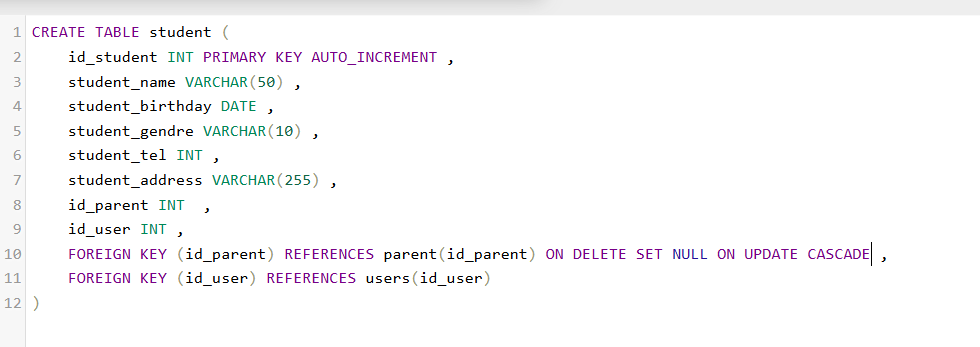 1 CREATE TABLE student (
2 id_student INT PRIMARY KEY AUTO_INCREMENT ,
3 student_name VARCHAR(50) ,
4 student_birthday DATE ,
5 student_gendre VARCHAR(10) ,
6 student_tel INT ,
7 student_address VARCHAR(255) ,
8 id_parent INT  ,
9 id_user INT ,
10 FOREIGN KEY (id_parent) REFERENCES parent(id_parent) ON DELETE SET NULL ON UPDATE CASCADE ,
11 FOREIGN KEY (id_user) REFERENCES users(id_user)
12 )